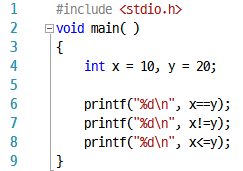 1 #include <stdio.h>
2 void main( )
3 {
4     int x = 10, y = 20;
5
6     printf("%d\n", x==y);
7     printf("%d\n", x!=y);
8     printf("%d\n", x<=y);
9 }